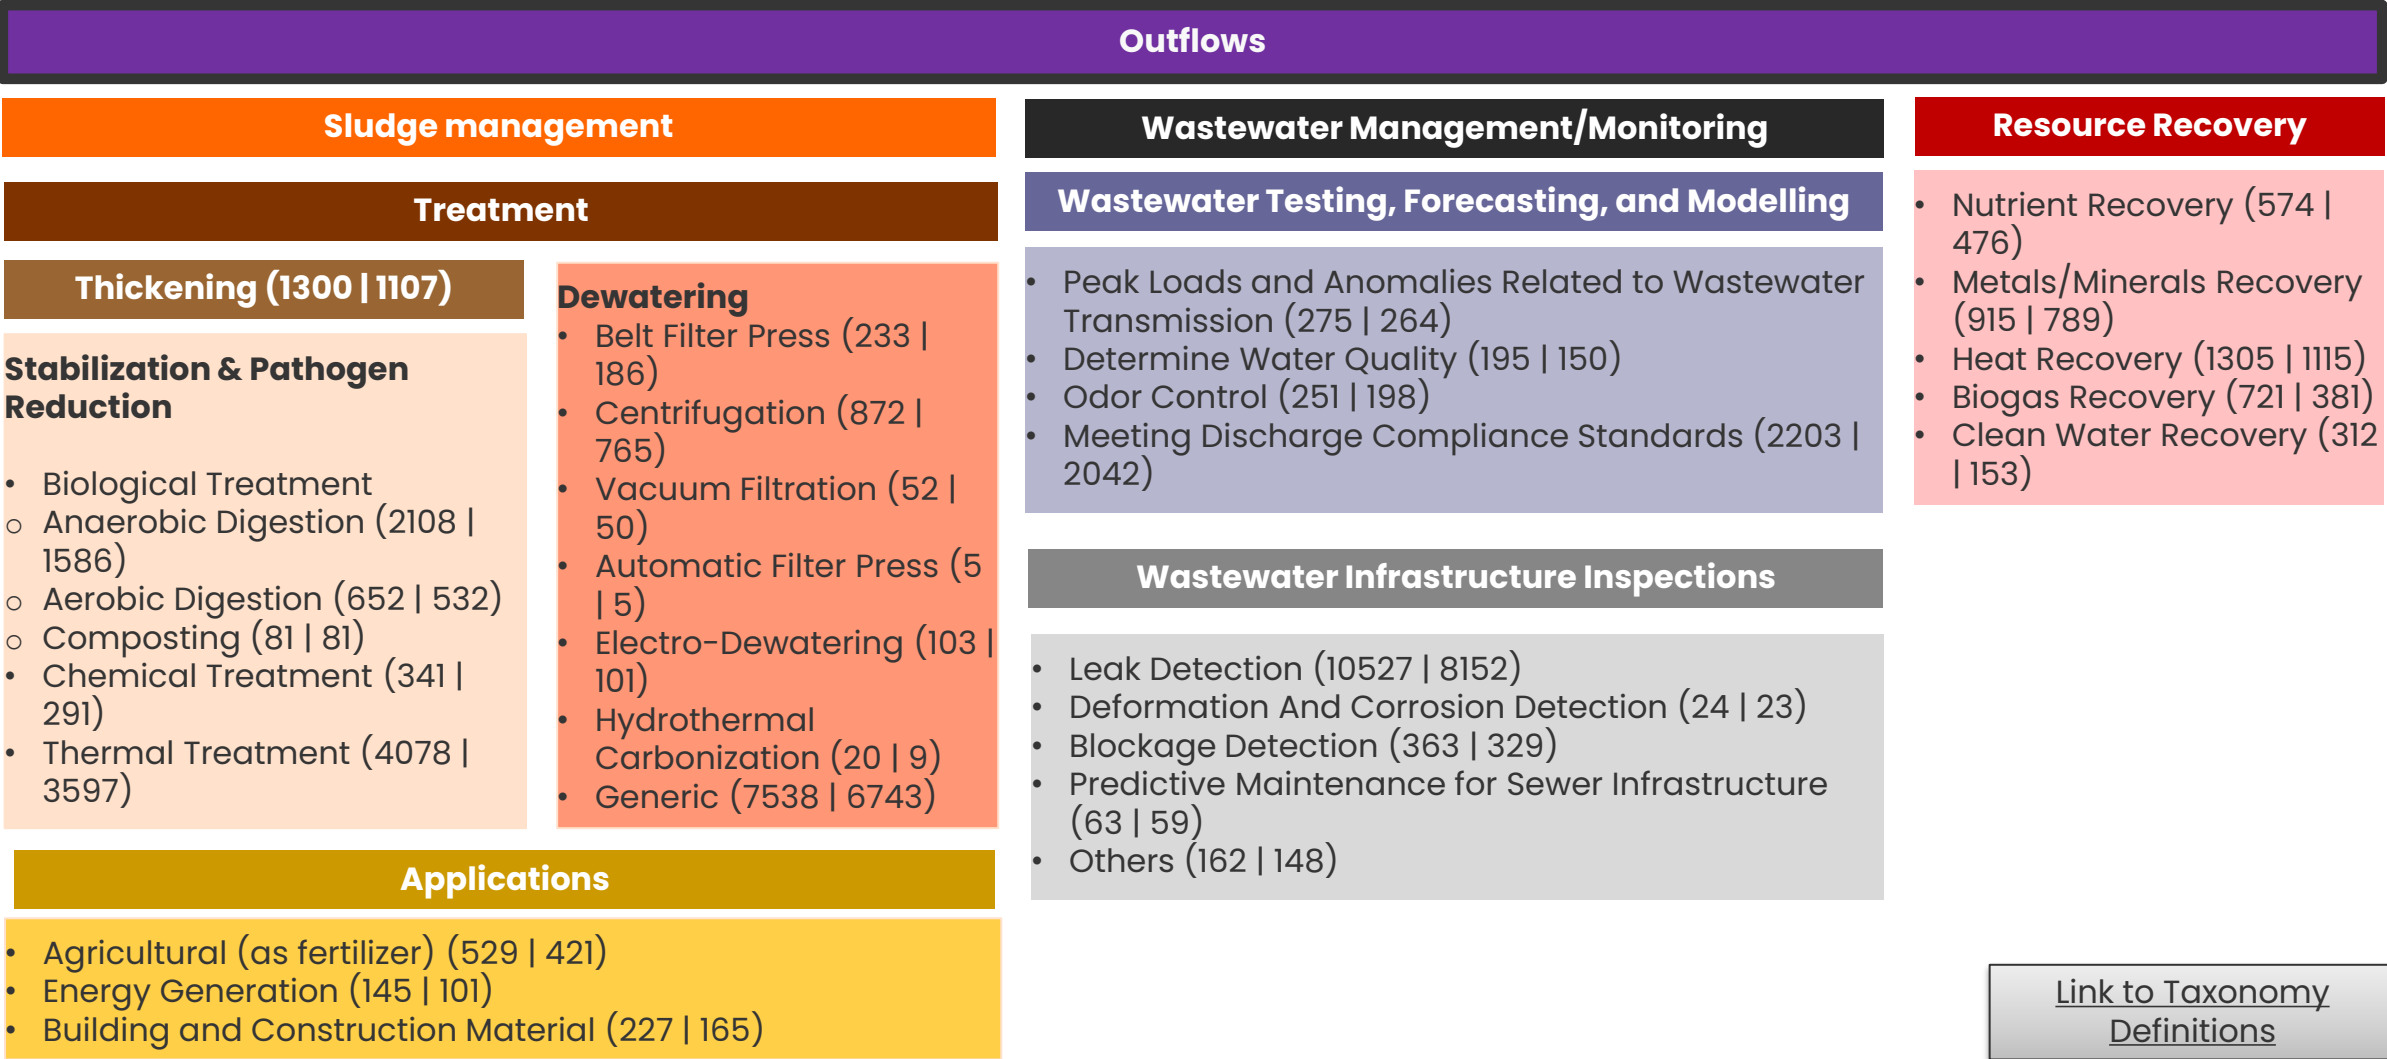 Outflows
Sludge management
Treatment
Thickening (1300 | 1107)
Stabilization & Pathogen
Reduction
• Biological Treatment
o Anaerobic Digestion (2108 |
1586)
o Aerobic Digestion (652 | 532)
o Composting (81 | 81)
• Chemical Treatment (341 |
291)
• Thermal Treatment (4078 |
3597)
Dewatering
• Belt Filter Press (233 |
186)
• Centrifugation (872 |
765)
• Vacuum Filtration (52 |
50)
• Automatic Filter Press (5
| 5)
• Electro-Dewatering (103 |
101)
• Hydrothermal
Carbonization (20 | 9)
• Generic (7538 | 6743)
Applications
• Agricultural (as fertilizer) (529 | 421)
• Energy Generation (145 | 101)
• Building and Construction Material (227 | 165)
Wastewater Management/Monitoring
Wastewater Testing, Forecasting, and Modelling
• Peak Loads and Anomalies Related to Wastewater
Transmission (275 | 264)
• Determine Water Quality (195 | 150)
• Odor Control (251 | 198)
• Meeting Discharge Compliance Standards (2203 |
2042)
Wastewater Infrastructure Inspections
• Leak Detection (10527 | 8152)
• Deformation And Corrosion Detection (24 | 23)
• Blockage Detection (363 | 329)
• Predictive Maintenance for Sewer Infrastructure
(63 | 59)
• Others (162 | 148)
Resource Recovery
• Nutrient Recovery (574 |
476)
• Metals/Minerals Recovery
(915 | 789)
• Heat Recovery (1305 | 1115)
• Biogas Recovery (721 | 381)
• Clean Water Recovery (312
| 153)
Link to Taxonomy
Definitions